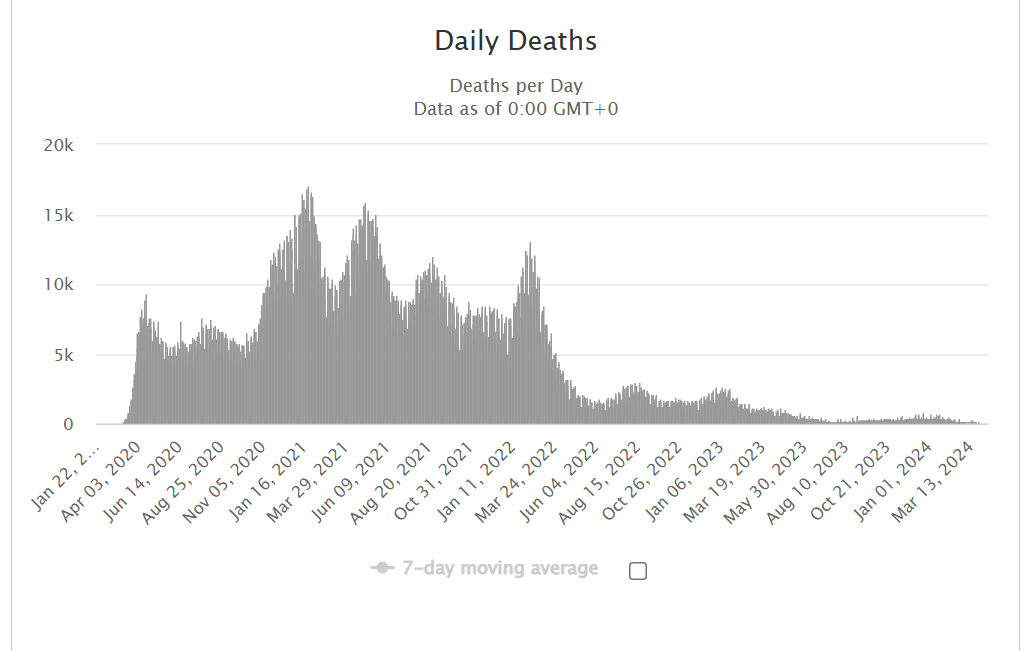 Daily Deaths
Deaths per Day
Data as of 0:00 GMT+0
20k
15k
10k
5k
0
Jan 22, 2...
Apr 03, 2020
Jun 14, 2020
Aug 25, 2020
Nov 05, 2020
Jan 16, 2021
Mar 29, 2021
Jun 09, 2021
Aug 20, 2021
Oct 31, 2021
Jan 11, 2022
Mar 24, 2022
Jun 04, 2022
Aug 15, 2022
Oct 26, 2022
Jan 06, 2023
Mar 19, 2023
May 30, 2023
Aug 10, 2023
Oct 21, 2023
Jan 01, 2024
Mar 13, 2024
7-day moving average